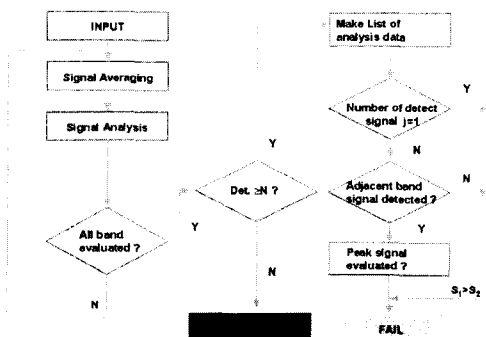 INPUT
Signal Averaging
Signal Analysis
All band
evaluated ?
N
Y
Det. ≥N ?
Y
N
Make List of
analysis data
Number of detect
signal j=1
Y
N
Adjacent band
signal detected ?
N
Y
Peak signal
evaluated ?
S₁>S₂
FAIL